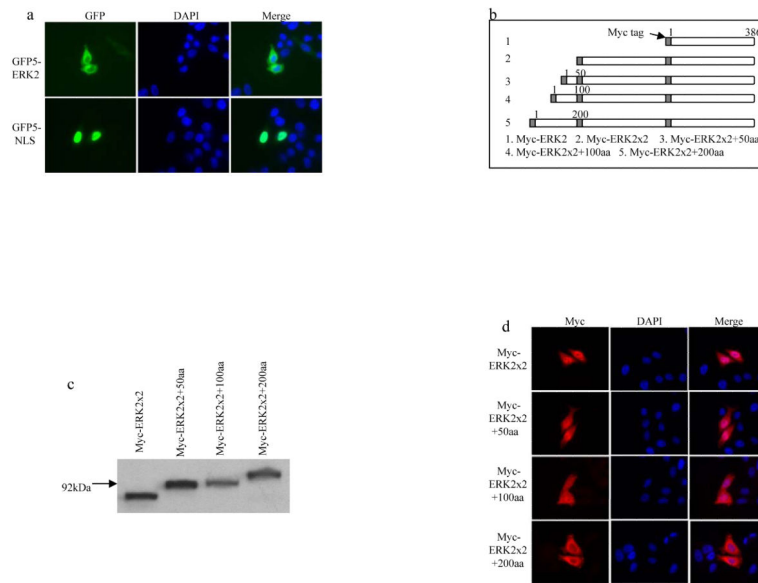 a
GFP DAPI Merge
GFP5-
ERK2
GFP5-
NLS
b
Myc tag 1 386
1
2
3 1 50
4 1 100
5 1 200
1. Myc-ERK2 2. Myc-ERK2x2 3. Myc-ERK2x2+50aa
4. Myc-ERK2x2+100aa 5. Myc-ERK2x2+200aa
c
Myc-ERK2x2
Myc-ERK2x2+50aa
Myc-ERK2x2+100aa
Myc-ERK2x2+200aa
92kDa
d
Myc DAPI Merge
Myc-
ERK2x2
Myc-
ERK2x2
+50aa
Myc-
ERK2x2
+100aa
Myc-
ERK2x2
+200aa